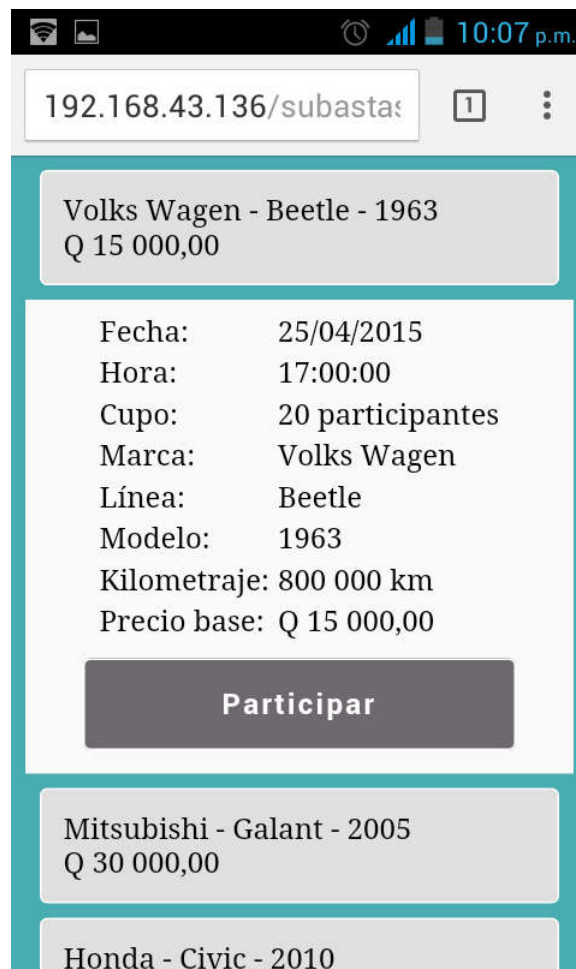 10:07 p.m.
192.168.43.136/subastas
1
Volks Wagen - Beetle - 1963
Q 15 000,00
Fecha: 25/04/2015
Hora: 17:00:00
Cupo: 20 participantes
Marca: Volks Wagen
Línea: Beetle
Modelo: 1963
Kilometraje: 800 000 km
Precio base: Q 15 000,00
Participar
Mitsubishi - Galant - 2005
Q 30 000,00
Honda - Civic - 2010